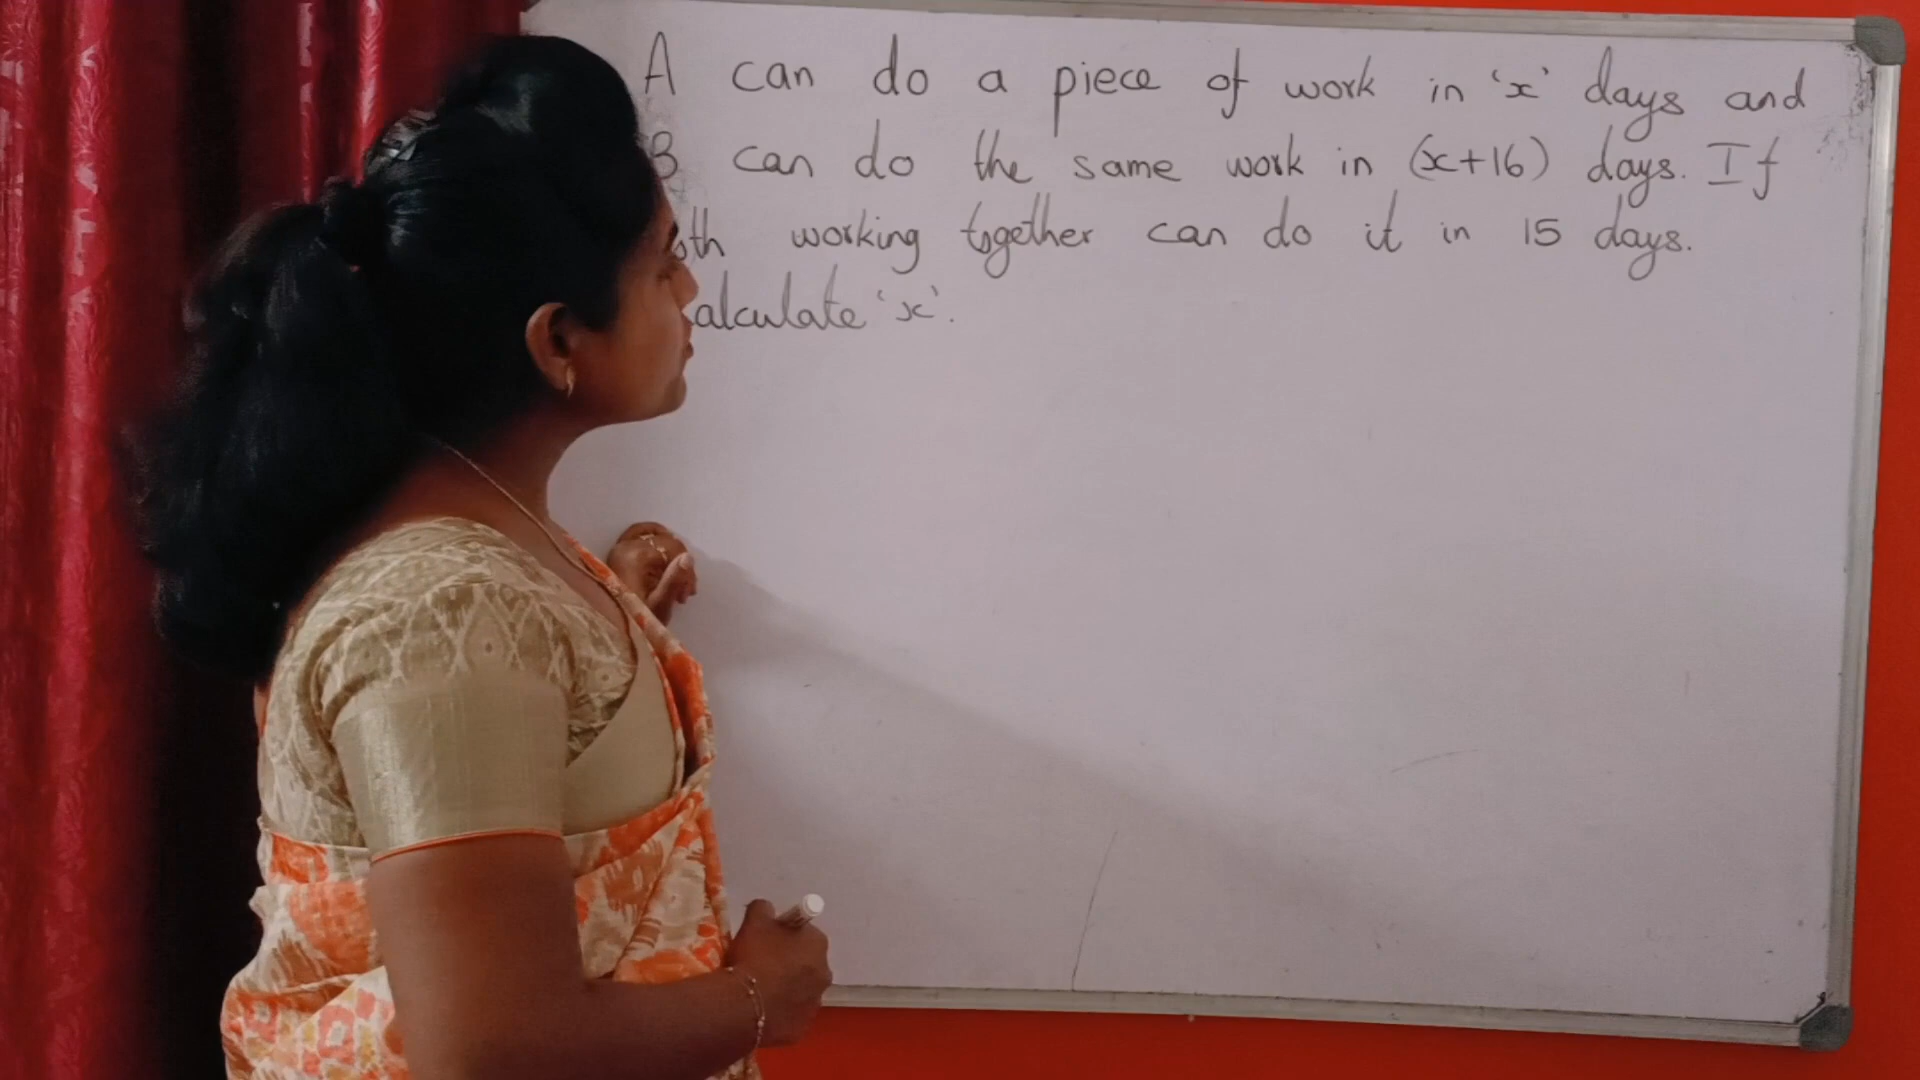 A can do a piece of work in 'x' days and
B can do the same work in (x+16) days. If
oth working together can do it in 15 days.
alculate 'x'.